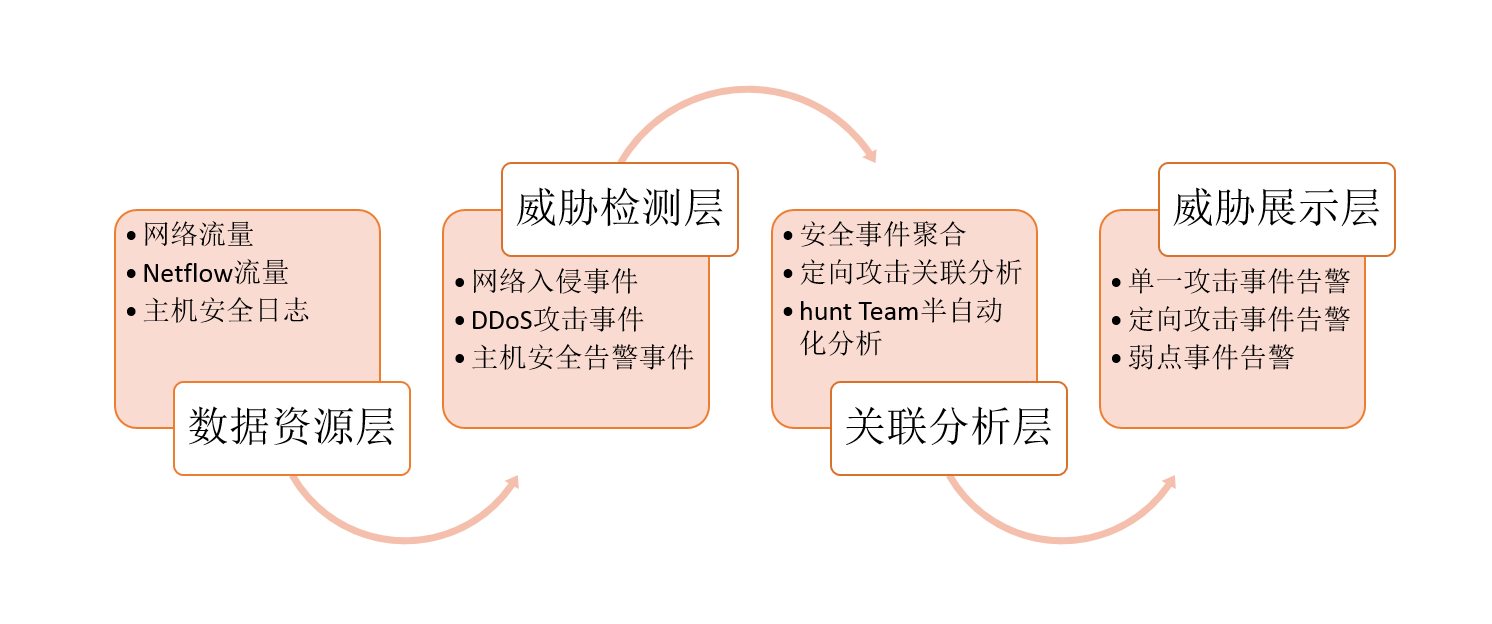 • 网络流量
• Netflow流量
• 主机安全日志
数据资源层
威胁检测层
• 网络入侵事件
• DDoS攻击事件
• 主机安全告警事件
• 安全事件聚合
• 定向攻击关联分析
• hunt Team半自动
化分析
关联分析层
威胁展示层
• 单一攻击事件告警
• 定向攻击事件告警
• 弱点事件告警